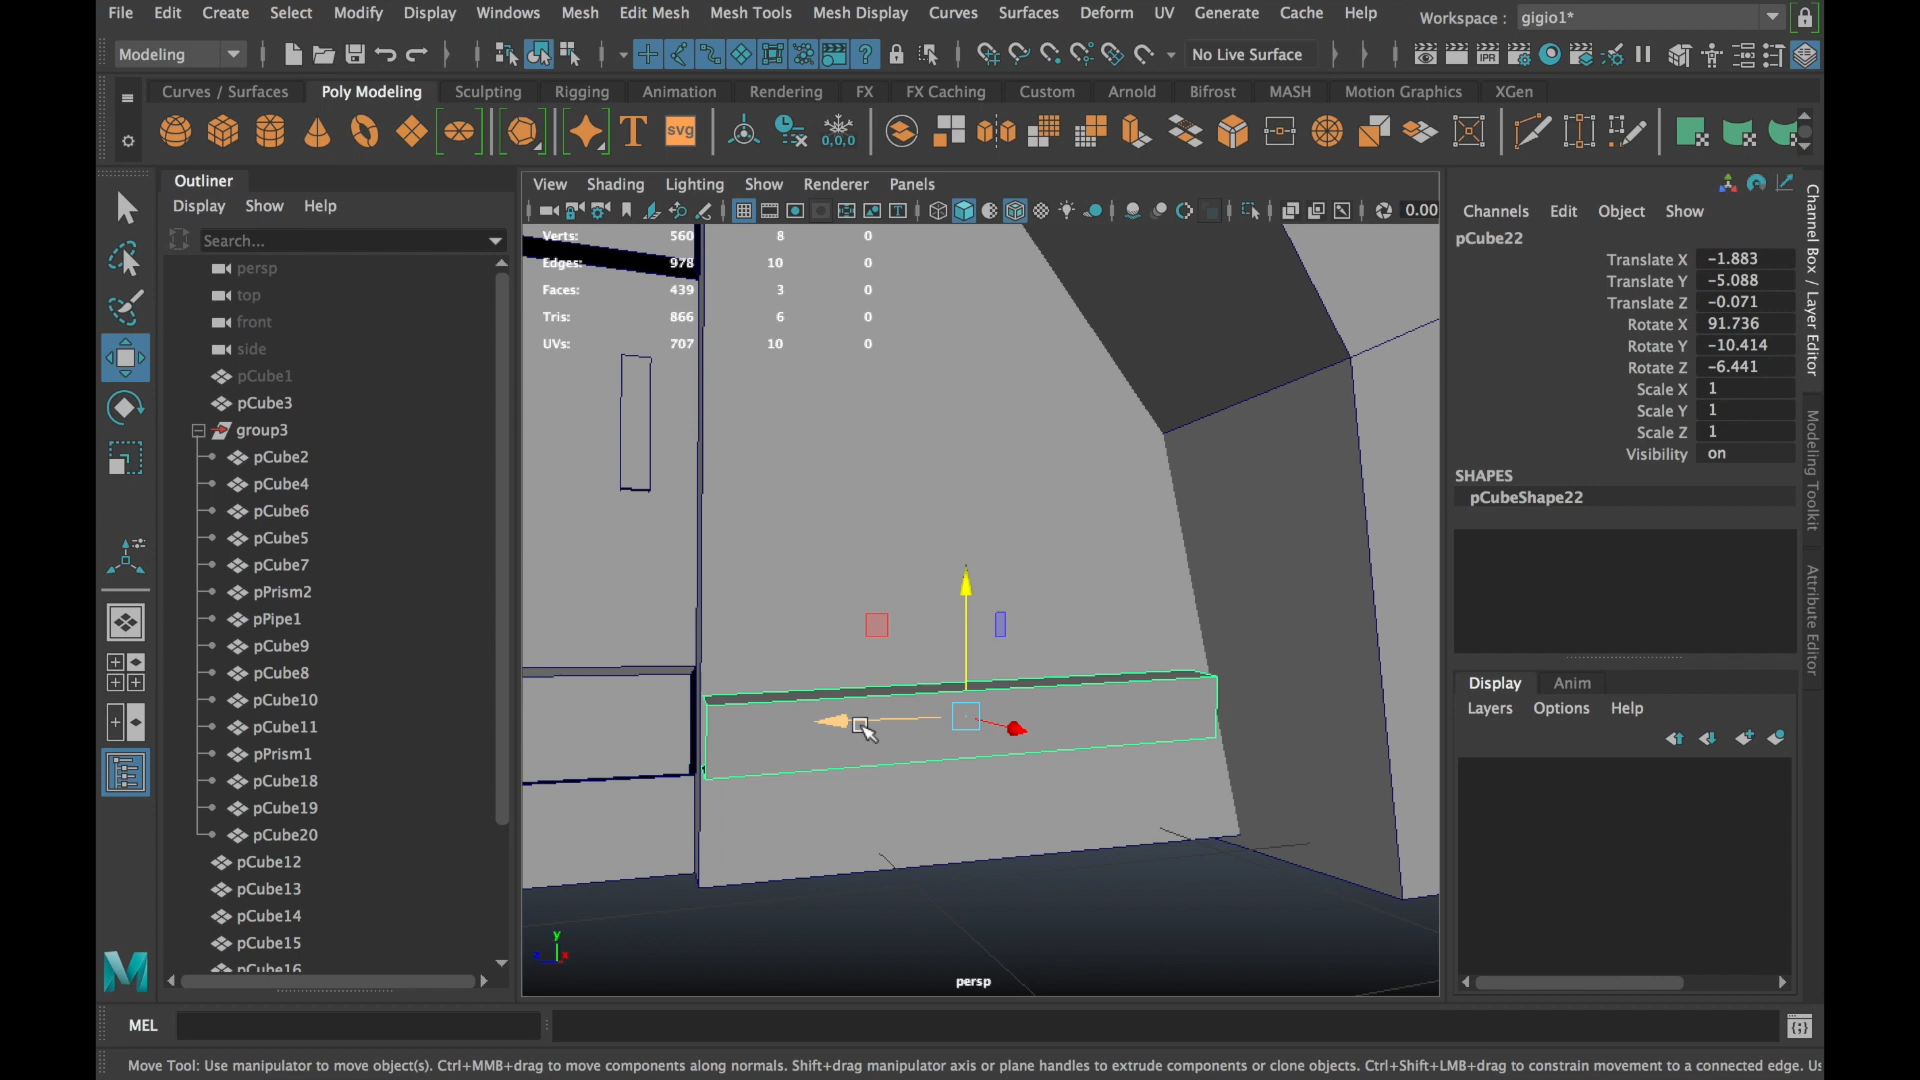 File Edit Create Select Modify Display Windows Mesh Edit Mesh Mesh Tools Mesh Display Curves Surfaces Deform UV Generate Cache Help Workspace : gigio1*
Modeling No Live Surface
Curves / Surfaces Poly Modeling Sculpting Rigging Animation Rendering FX FX Caching Custom Arnold Bifrost MASH Motion Graphics XGen
T svg 0,0,0
IPR
Outliner
Display Show Help
Search...
persp
top
front
side
pCube1
pCube3
group3
pCube2
pCube4
pCube6
pCube5
pCube7
pPrism2
pPipe1
pCube9
pCube8
pCube10
pCube11
pPrism1
pCube18
pCube19
pCube20
pCube12
pCube13
pCube14
pCube15
pCube16
View Shading Lighting Show Renderer Panels
0.00
Verts: 560 8 0
Edges: 978 10 0
Faces: 439 3 0
Tris: 866 6 0
UVs: 707 10 0
y
z x
persp
Channels Edit Object Show
pCube22
Translate X -1.883
Translate Y -5.088
Translate Z -0.071
Rotate X 91.736
Rotate Y -10.414
Rotate Z -6.441
Scale X 1
Scale Y 1
Scale Z 1
Visibility on
SHAPES
pCubeShape22
Display Anim
Layers Options Help
Channel Box / Layer Editor
Modeling Toolkit
Attribute Editor
MEL
Move Tool: Use manipulator to move object(s). Ctrl+MMB+drag to move components along normals. Shift+drag manipulator axis or plane handles to extrude components or clone objects. Ctrl+Shift+LMB+drag to constrain movement to a connected edge. Us